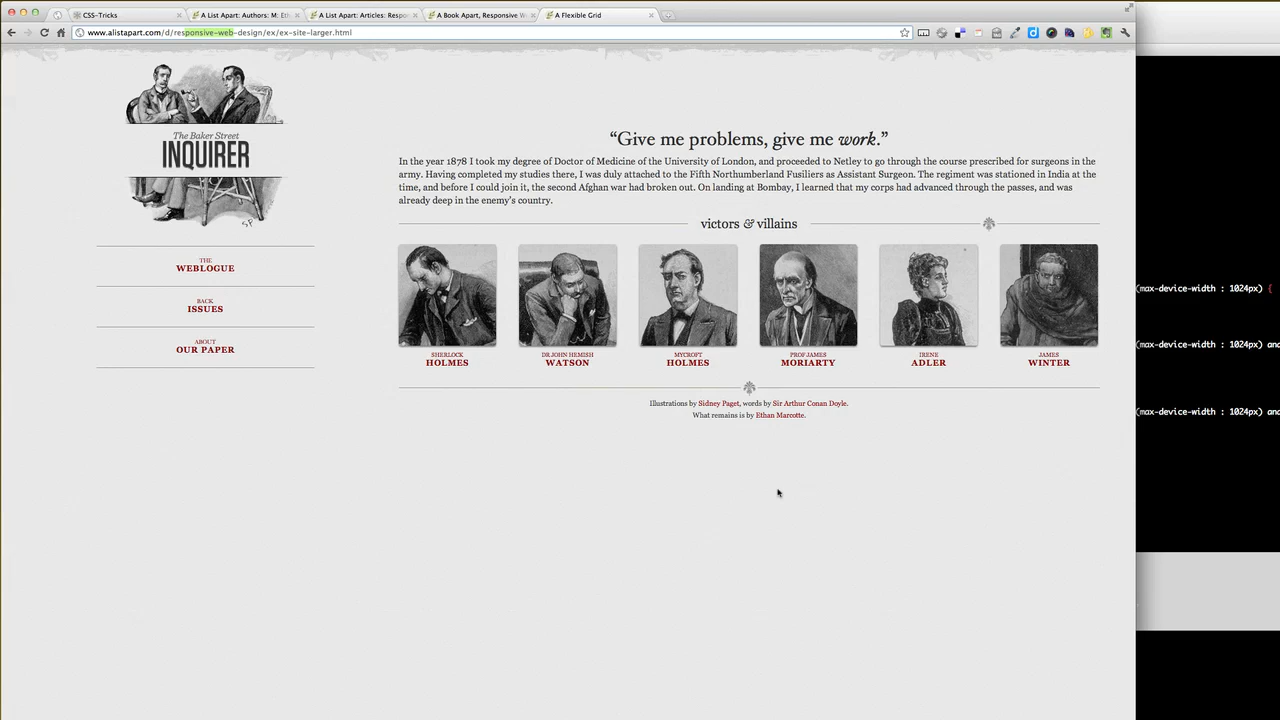 CSS-Tricks
A List Apart: Authors: M: Eth
A List Apart: Articles: Respo
A Book Apart, Responsive W
A Flexible Grid
www.alistapart.com/d/responsive-web-design/ex/ex-site-larger.html
The Baker Street
INQUIRER
SP
THE
WEBLOGUE
BACK
ISSUES
ABOUT
OUR PAPER
“Give me problems, give me work.”
In the year 1878 I took my degree of Doctor of Medicine of the University of London, and proceeded to Netley to go through the course prescribed for surgeons in the
army. Having completed my studies there, I was duly attached to the Fifth Northumberland Fusiliers as Assistant Surgeon. The regiment was stationed in India at the
time, and before I could join it, the second Afghan war had broken out. On landing at Bombay, I learned that my corps had advanced through the passes, and was
already deep in the enemy’s country.
victors & villains
SHERLOCK
HOLMES
DR JOHN HEMISH
WATSON
MYCROFT
HOLMES
PROF JAMES
MORIARTY
IRENE
ADLER
JAMES
WINTER
Illustrations by Sidney Paget, words by Sir Arthur Conan Doyle.
What remains is by Ethan Marcotte.
(max-device-width : 1024px) {
(max-device-width : 1024px) and
(max-device-width : 1024px) and